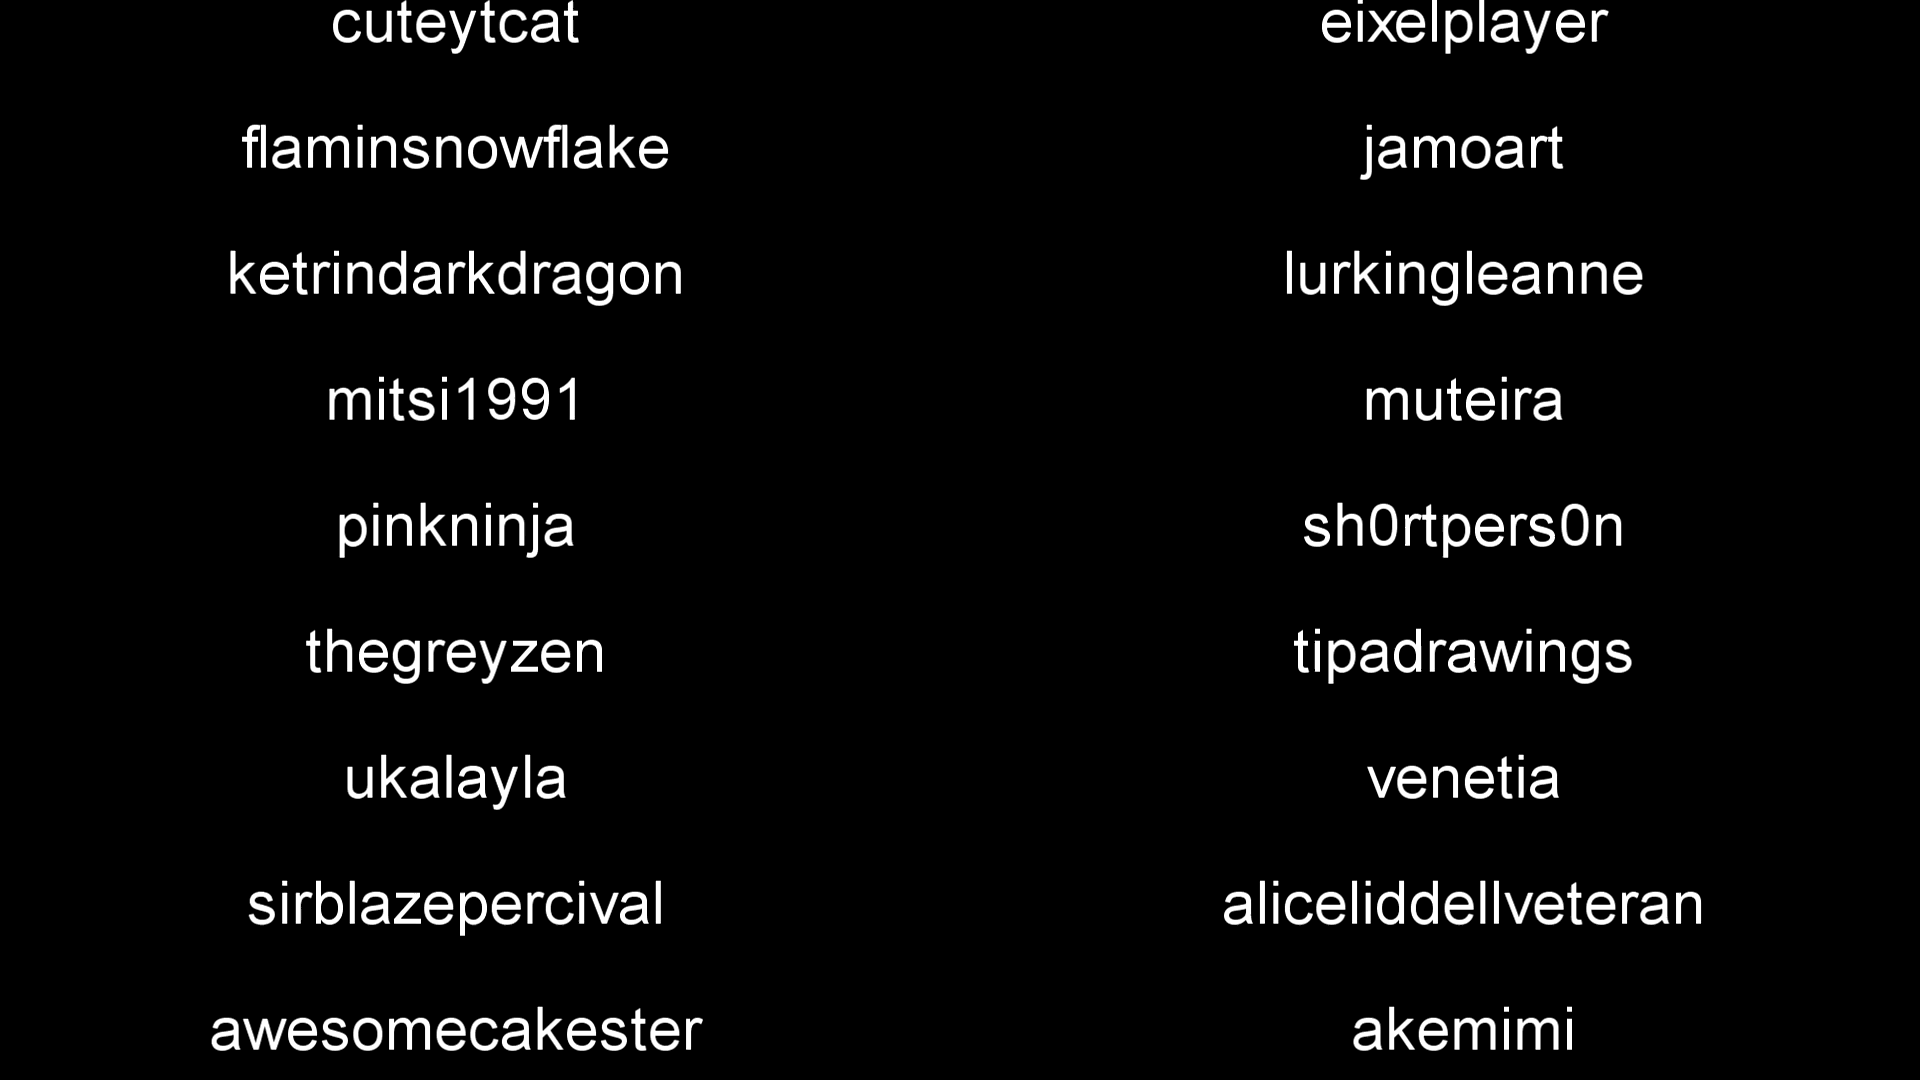 cuteytcat eixelplayer
flaminsnowflake jamoart
ketrindarkdragon lurkingleanne
mitsi1991 muteira
pinkninja sh0rtpers0n
thegreyzen tipadrawings
ukalayla venetia
sirblazepercival aliceliddellveteran
awesomecakester akemimi